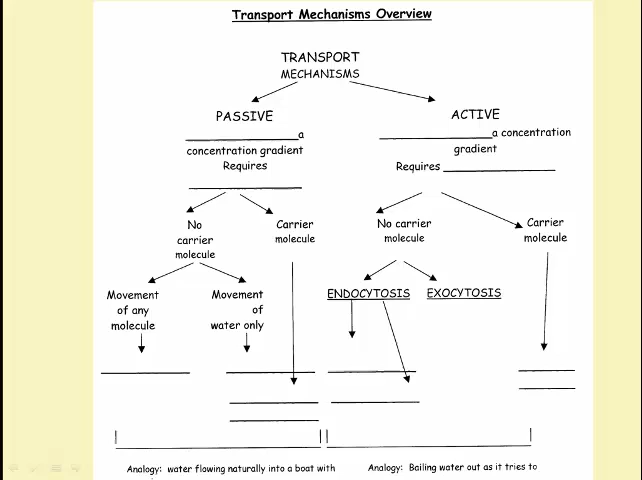 Transport Mechanisms Overview
TRANSPORT
MECHANISMS
PASSIVE
ACTIVE
a
concentration gradient
Requires
a concentration
gradient
Requires
No
carrier
molecule
Carrier
molecule
No carrier
molecule
Carrier
molecule
Movement
of any
molecule
Movement
of
water only
ENDOCYTOSIS
EXOCYTOSIS
Analogy: water flowing naturally into a boat with
Analogy: Bailing water out as it tries to